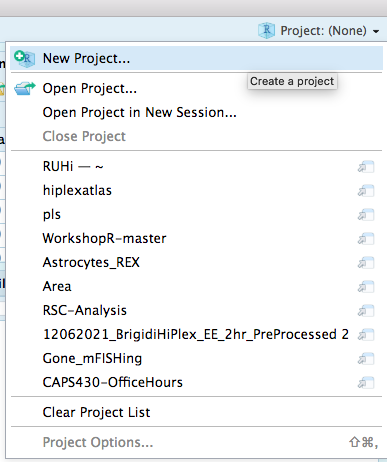 Project: (None)
New Project...
Create a project
Open Project...
Open Project in New Session...
Close Project
RUHi — ~
hiplexatlas
pls
WorkshopR-master
Astrocytes_REX
Area
RSC-Analysis
12062021_BrigidiHiPlex_EE_2hr_PreProcessed 2
Gone_mFISHing
CAPS430-OfficeHours
Clear Project List
Project Options... ⇧⌘,